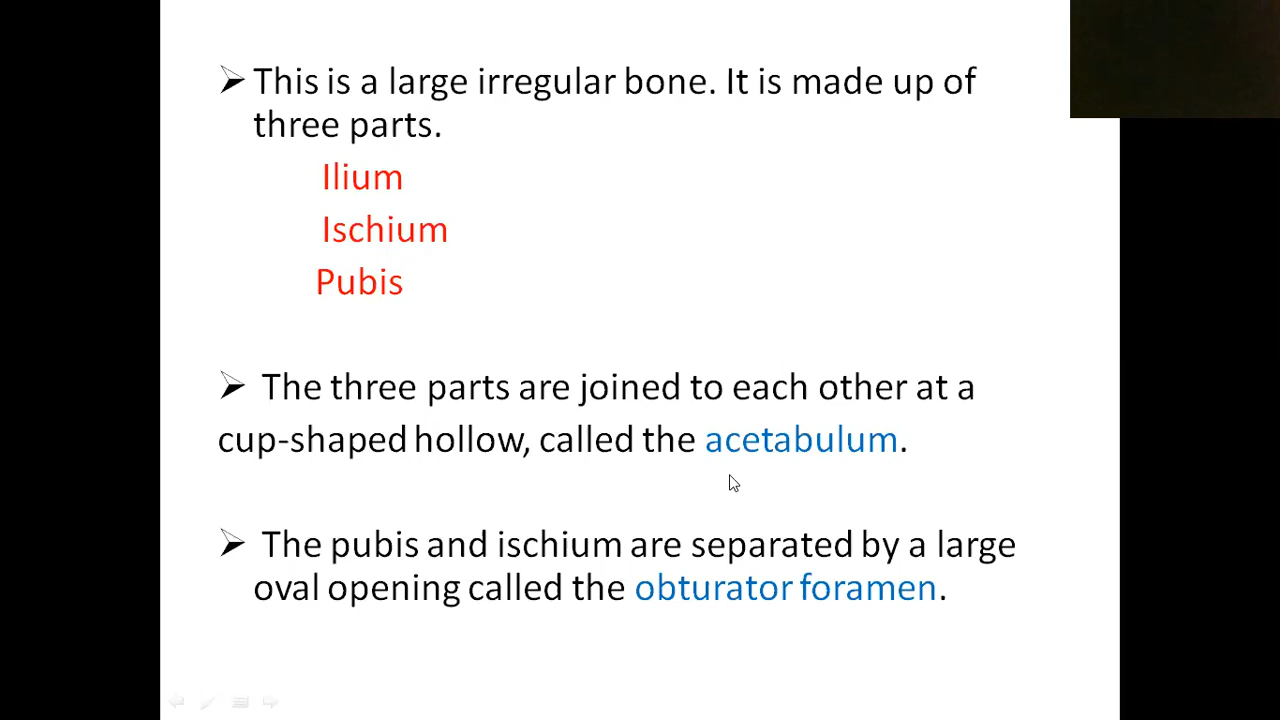 This is a large irregular bone. It is made up of
three parts.
Ilium
Ischium
Pubis
The three parts are joined to each other at a
cup-shaped hollow, called the acetabulum.
The pubis and ischium are separated by a large
oval opening called the obturator foramen.